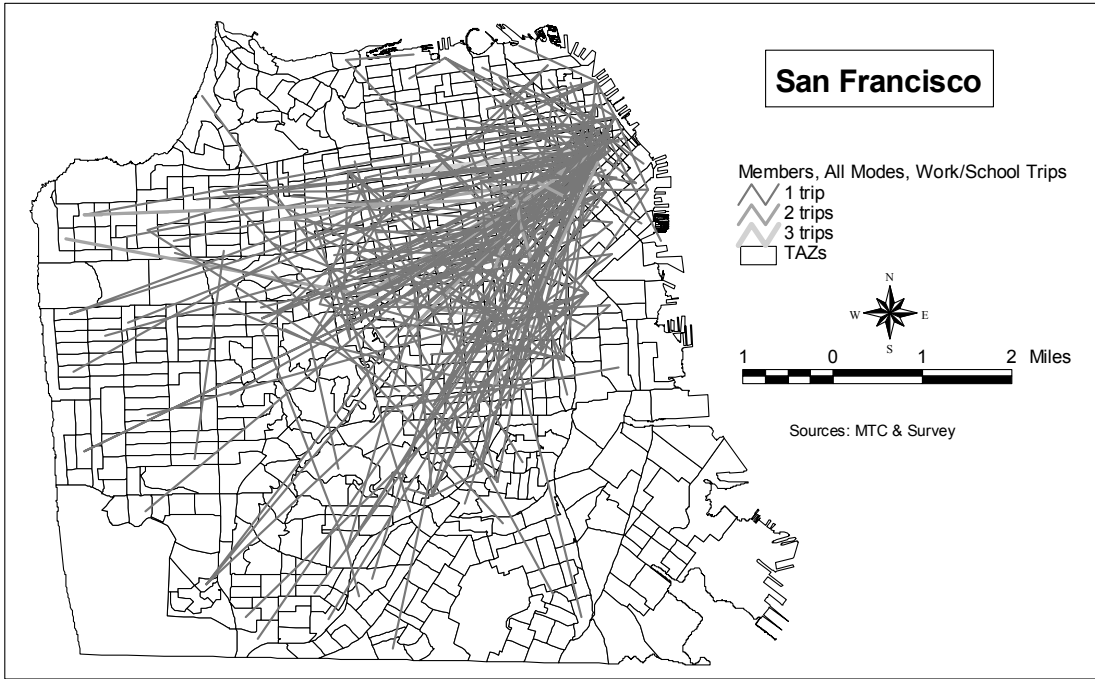 San Francisco
Members, All Modes, Work/School Trips
1 trip
2 trips
3 trips
TAZs
N
W E
S
1 0 1 2 Miles
Sources: MTC & Survey